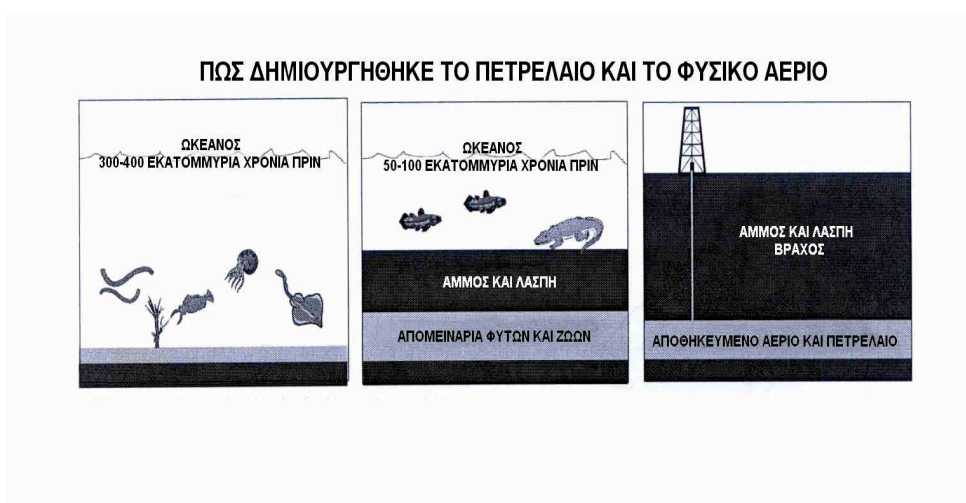 ΠΩΣ ΔΗΜΙΟΥΡΓΗΘΗΚΕ ΤΟ ΠΕΤΡΕΛΑΙΟ ΚΑΙ ΤΟ ΦΥΣΙΚΟ ΑΕΡΙΟ
ΩΚΕΑΝΟΣ
300-400 ΕΚΑΤΟΜΜΥΡΙΑ ΧΡΟΝΙΑ ΠΡΙΝ
ΩΚΕΑΝΟΣ
50-100 ΕΚΑΤΟΜΜΥΡΙΑ ΧΡΟΝΙΑ ΠΡΙΝ
ΑΜΜΟΣ ΚΑΙ ΛΑΣΠΗ
ΑΠΟΜΕΙΝΑΡΙΑ ΦΥΤΩΝ ΚΑΙ ΖΩΩΝ
ΑΜΜΟΣ ΚΑΙ ΛΑΣΠΗ
ΒΡΑΧΟΣ
ΑΠΟΘΗΚΕΥΜΕΝΟ ΑΕΡΙΟ ΚΑΙ ΠΕΤΡΕΛΑΙΟ